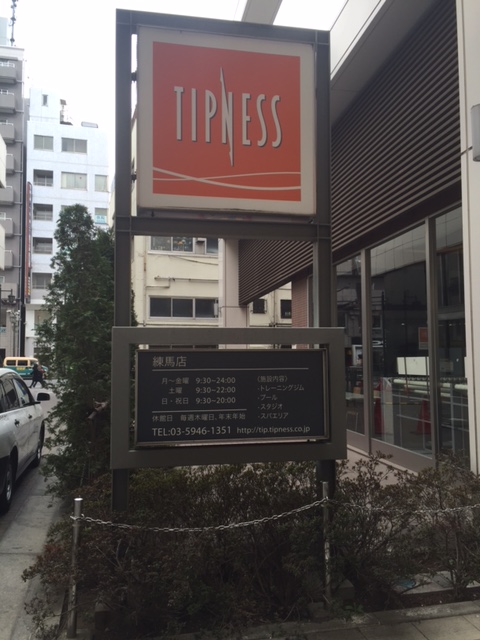 TIPNESS
練馬店
月～金曜 9:30~24:00
土曜 9:30~22:00
日・祝日 9:30~20:00
〈施設内容〉
・トレーニングジム
・プール
・スタジオ
・スパエリア
休館日 毎週木曜日、年末年始
TEL:03-5946-1351 http://tip.tipness.co.jp